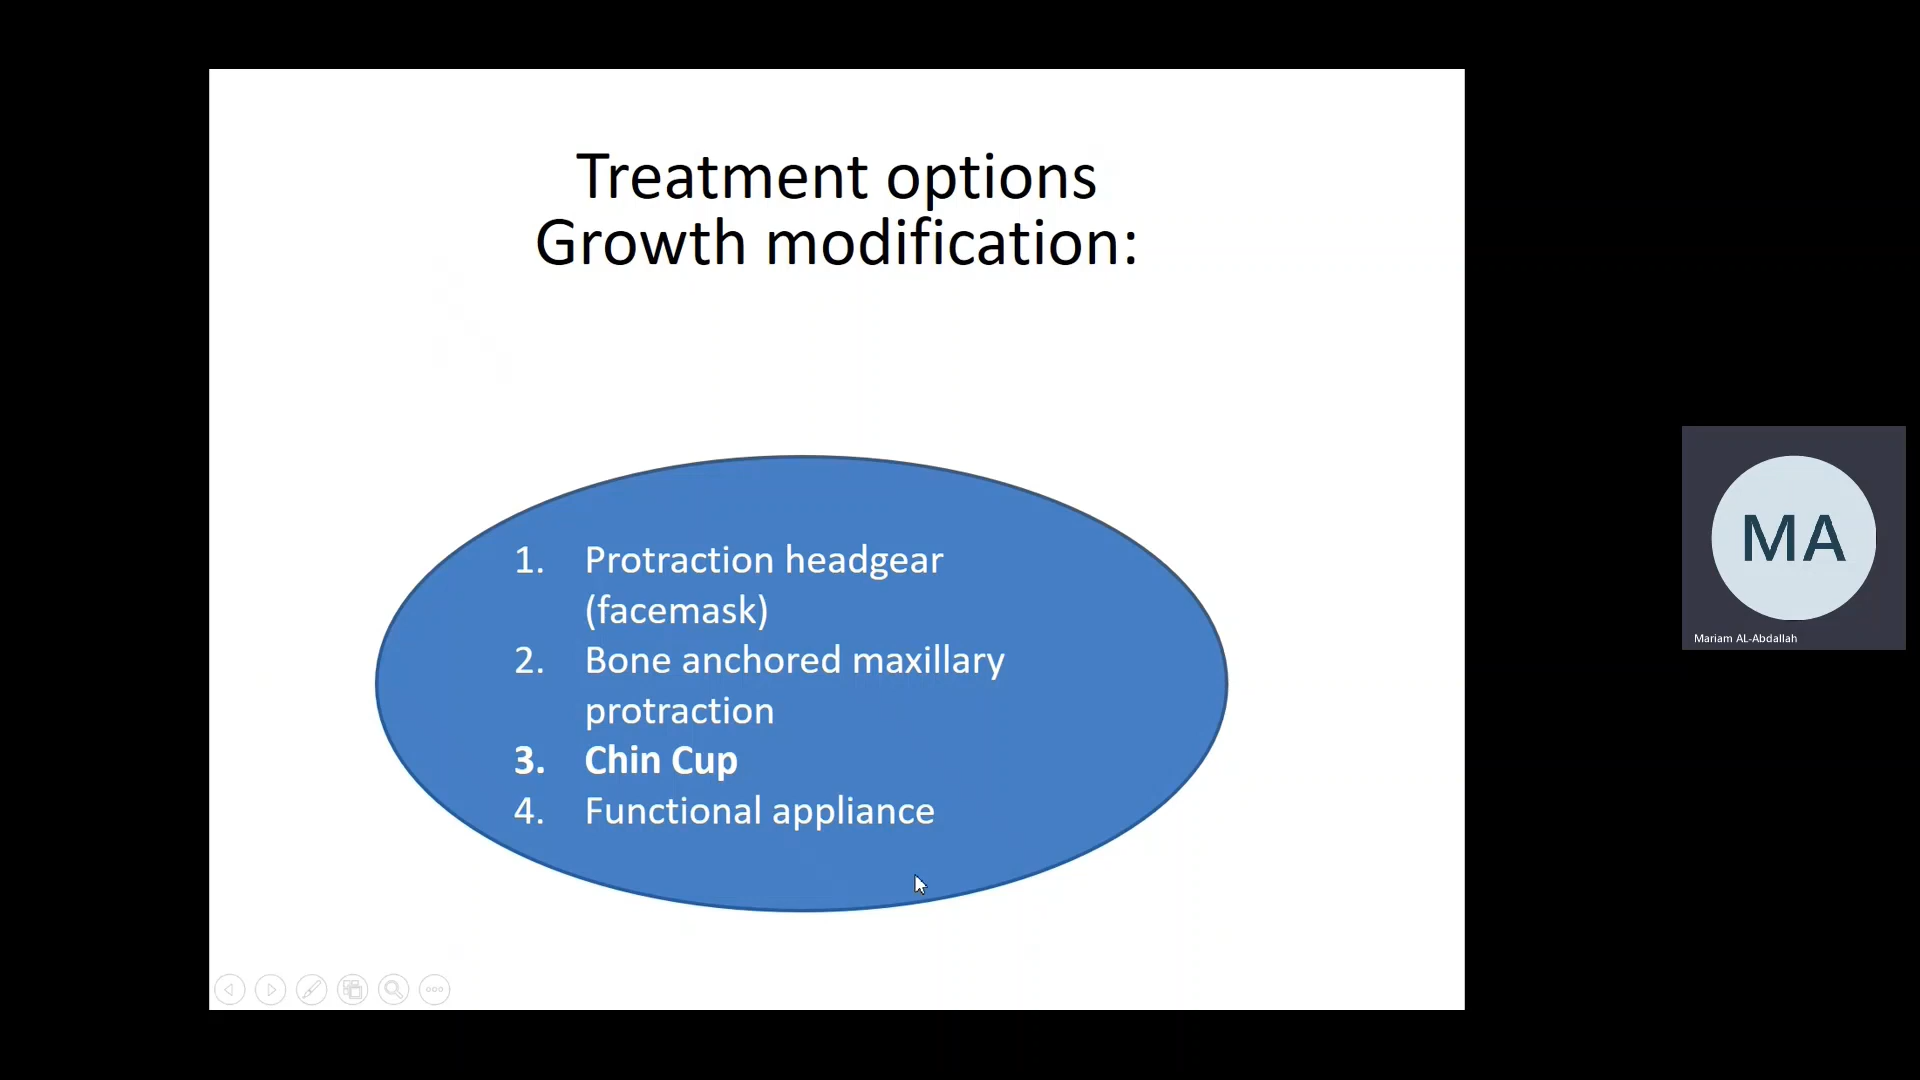 Treatment options
Growth modification:
1. Protraction headgear
(facemask)
2. Bone anchored maxillary
protraction
3. Chin Cup
4. Functional appliance
MA
Mariam AL-Abdallah